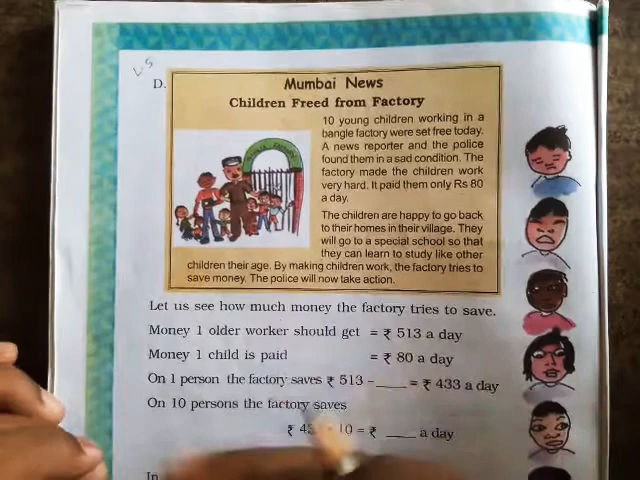 L-5
D.
Mumbai News
Children Freed from Factory
10 young children working in a
bangle factory were set free today.
A news reporter and the police
found them in a sad condition. The
factory made the children work
very hard. It paid them only Rs 80
a day.
The children are happy to go back
to their homes in their village. They
will go to a special school so that
they can learn to study like other
children their age. By making children work, the factory tries to
save money. The police will now take action.
Let us see how much money the factory tries to save.
Money 1 older worker should get = ₹ 513 a day
Money 1 child is paid = ₹ 80 a day
On 1 person the factory saves ₹ 513 – ____ = ₹ 433 a day
On 10 persons the factory saves
₹ 10 = ₹ ____ a day
In